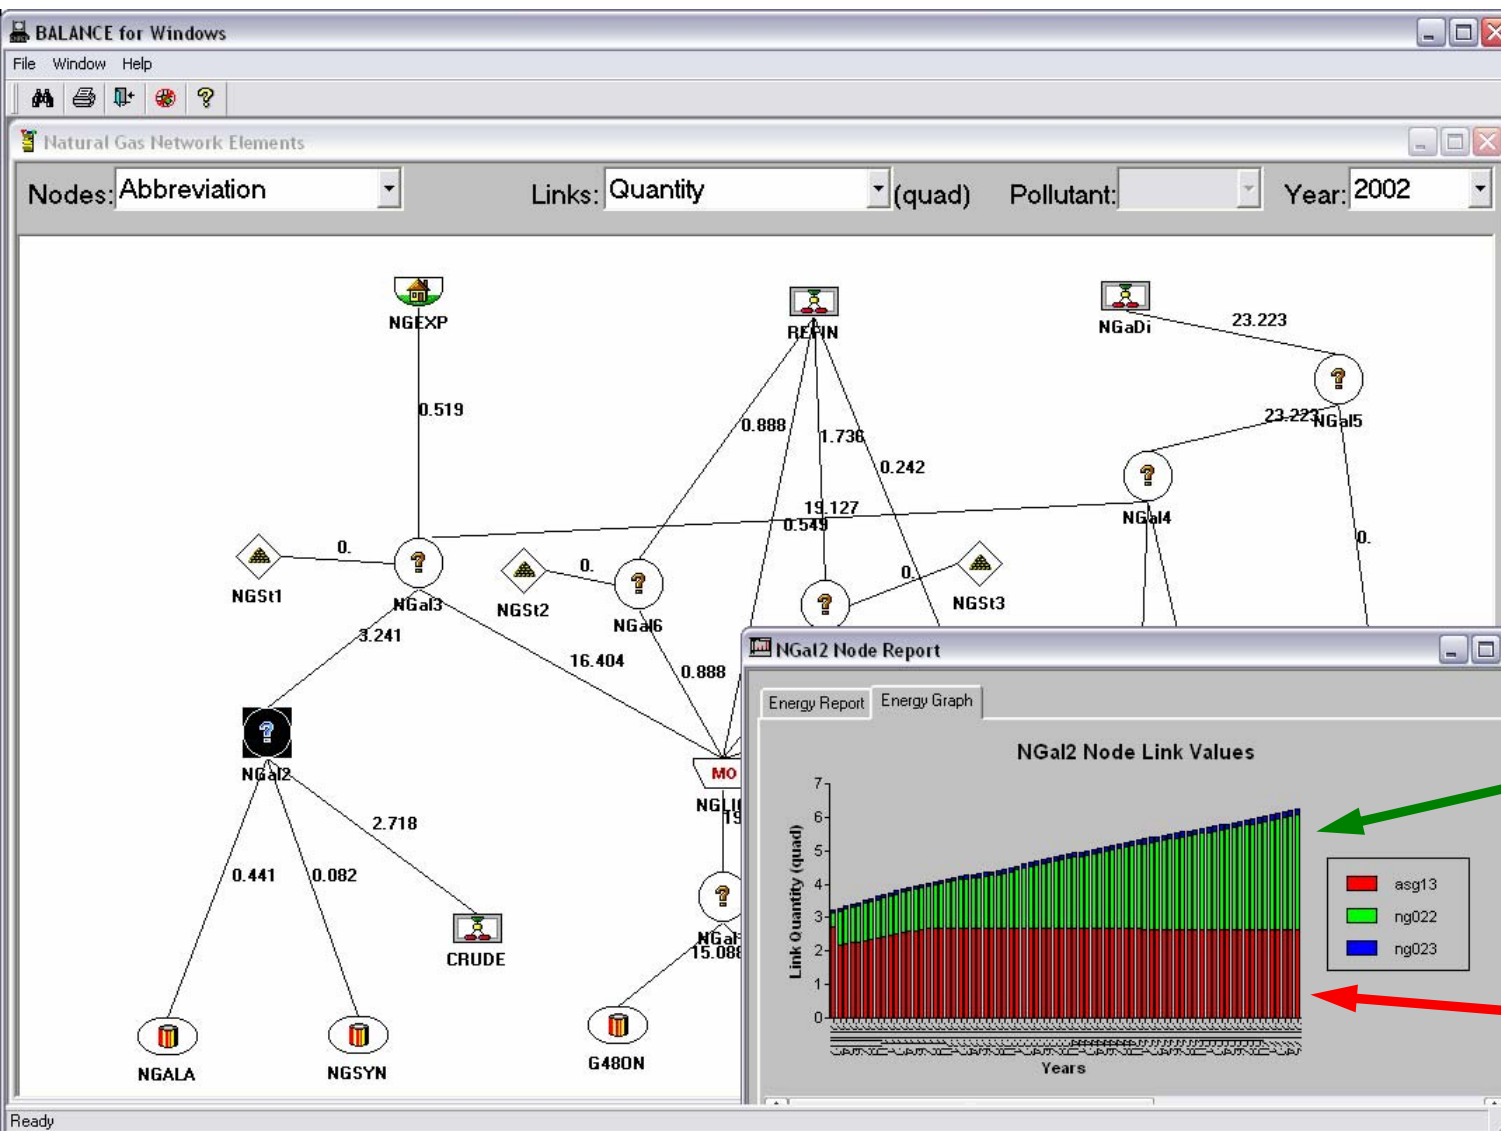 BALANCE for Windows
File Window Help
Natural Gas Network Elements
Nodes: Abbreviation Links: Quantity (quad) Pollutant: Year: 2002
NGEXP
REFIN
NGaDi
23.223
0.519
0.888
1.736
0.242
23.223
NGal5
19.127
0.549
NGal4
0.
0.
0.
0.
NGSt1
NGal3
NGSt2
NGal6
NGSt3
3.241
16.404
0.888
NGal2
MO
2.718
0.441
0.082
CRUDE
15.088
NGALA
NGSYN
G48ON
NGal2 Node Report
Energy Report Energy Graph
NGal2 Node Link Values
Link Quantity (quad)
7
6
5
4
3
2
1
0
Years
asg13
ng022
ng023
Ready